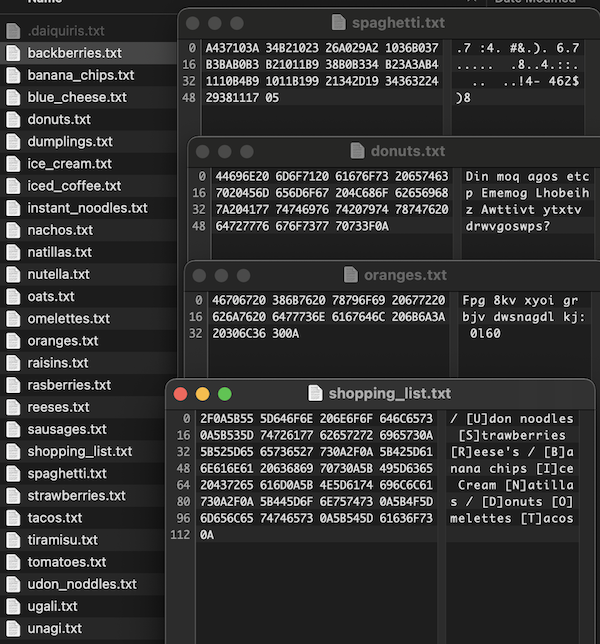 Name
Date Modified
.daiquiris.txt
backberries.txt
banana_chips.txt
blue_cheese.txt
donuts.txt
dumplings.txt
ice_cream.txt
iced_coffee.txt
instant_noodles.txt
nachos.txt
natillas.txt
nutella.txt
oats.txt
omelettes.txt
oranges.txt
raisins.txt
rasberries.txt
reeses.txt
sausages.txt
shopping_list.txt
spaghetti.txt
strawberries.txt
tacos.txt
tiramisu.txt
tomatoes.txt
udon_noddles.txt
ugali.txt
unagi.txt
spaghetti.txt
0 A437103A 34B21023 26A029A2 1036B037 .7 :4. #&.). 6.7
16 B3BAB0B3 B21011B9 38B0B334 B23A3AB4 ..... ..8..4.::.
32 1110B4B9 1011B199 21342D19 34363224 .. ..!4- 462$
48 29381117 05 )8
donuts.txt
0 44696E20 6D6F7120 61676F73 20657463 Din moq agos etc
16 7020456D 656D6F67 204C686F 62656968 p Ememog Lhobeih
32 7A204177 74746976 74207974 78747620 z Awttivt ytxtv
48 64727776 676F7377 70733F0A drwvgoswps?
oranges.txt
0 46706720 386B7620 78796F69 20677220 Fpg 8kv xyoi gr
16 626A7620 6477736E 6167646C 206B6A3A bjv dwsnagdl kj:
32 20306C36 300A 0l60
shopping_list.txt
0 2F0A5B55 5D646F6E 206E6F6F 646C6573 / [U]don noodles
16 0A5B535D 74726177 62657272 6965730A [S]trawberries
32 5B525D65 65736527 730A2F0A 5B425D61 [R]eese's / [B]a
48 6E616E61 20636869 70730A5B 495D6365 nana chips [I]ce
64 20437265 616D0A5B 4E5D6174 696C6C61 Cream [N]atilla
80 730A2F0A 5B445D6F 6E757473 0A5B4F5D s / [D]onuts [O]
96 6D656C65 74746573 0A5B545D 61636F73 melettes [T]acos
112 0A